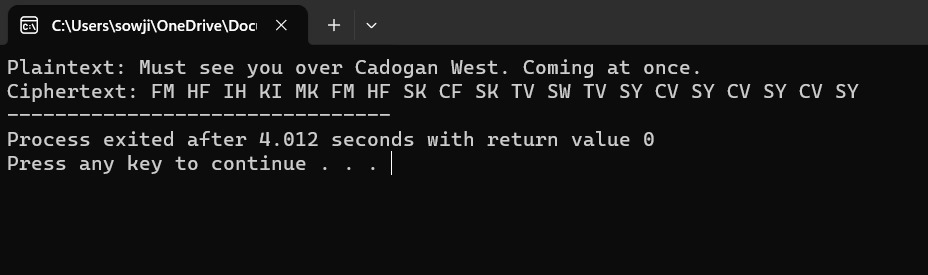 C:\Users\sowji\OneDrive\Doc
Plaintext: Must see you over Cadogan West. Coming at once.
Ciphertext: FM HF IH KI MK FM HF SK CF SK TV SW TV SY CV SY CV SY CV SY
--------------------------------
Process exited after 4.012 seconds with return value 0
Press any key to continue . . .